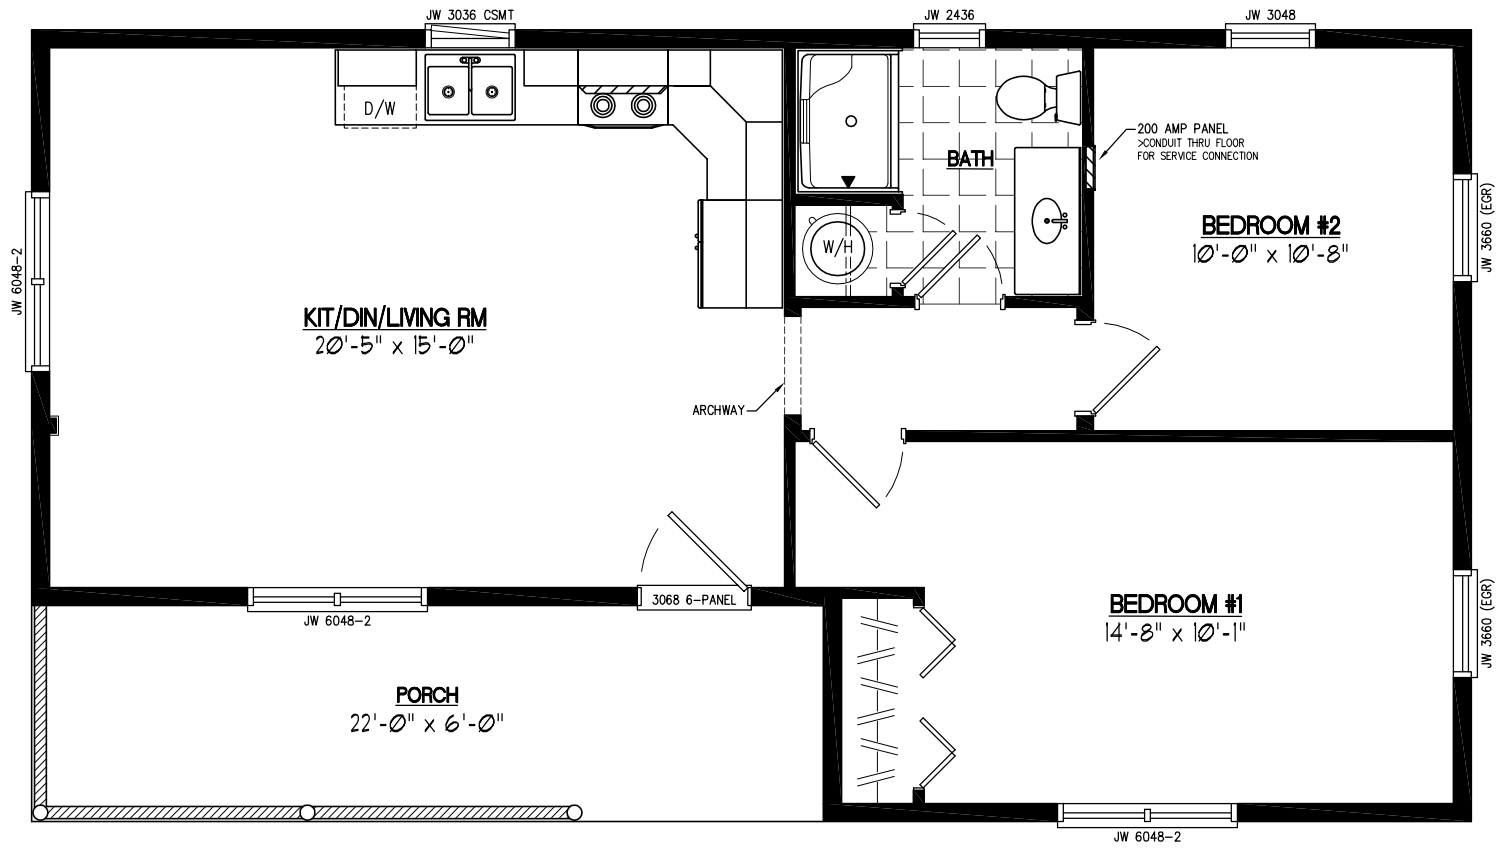 JW 3036 CSMT
JW 2436
JW 3048
D/W
200 AMP PANEL
>CONDUIT THRU FLOOR
FOR SERVICE CONNECTION
BATH
JW 3660 (EGR)
BEDROOM #2
10'-0" x 10'-8"
W/H
JW 6048-2
KIT/DIN/LIVING RM
20'-5" x 15'-0"
ARCHWAY
3068 6-PANEL
JW 6048-2
BEDROOM #1
14'-8" x 10'-1"
JW 3660 (EGR)
PORCH
22'-0" x 6'-0"
JW 6048-2